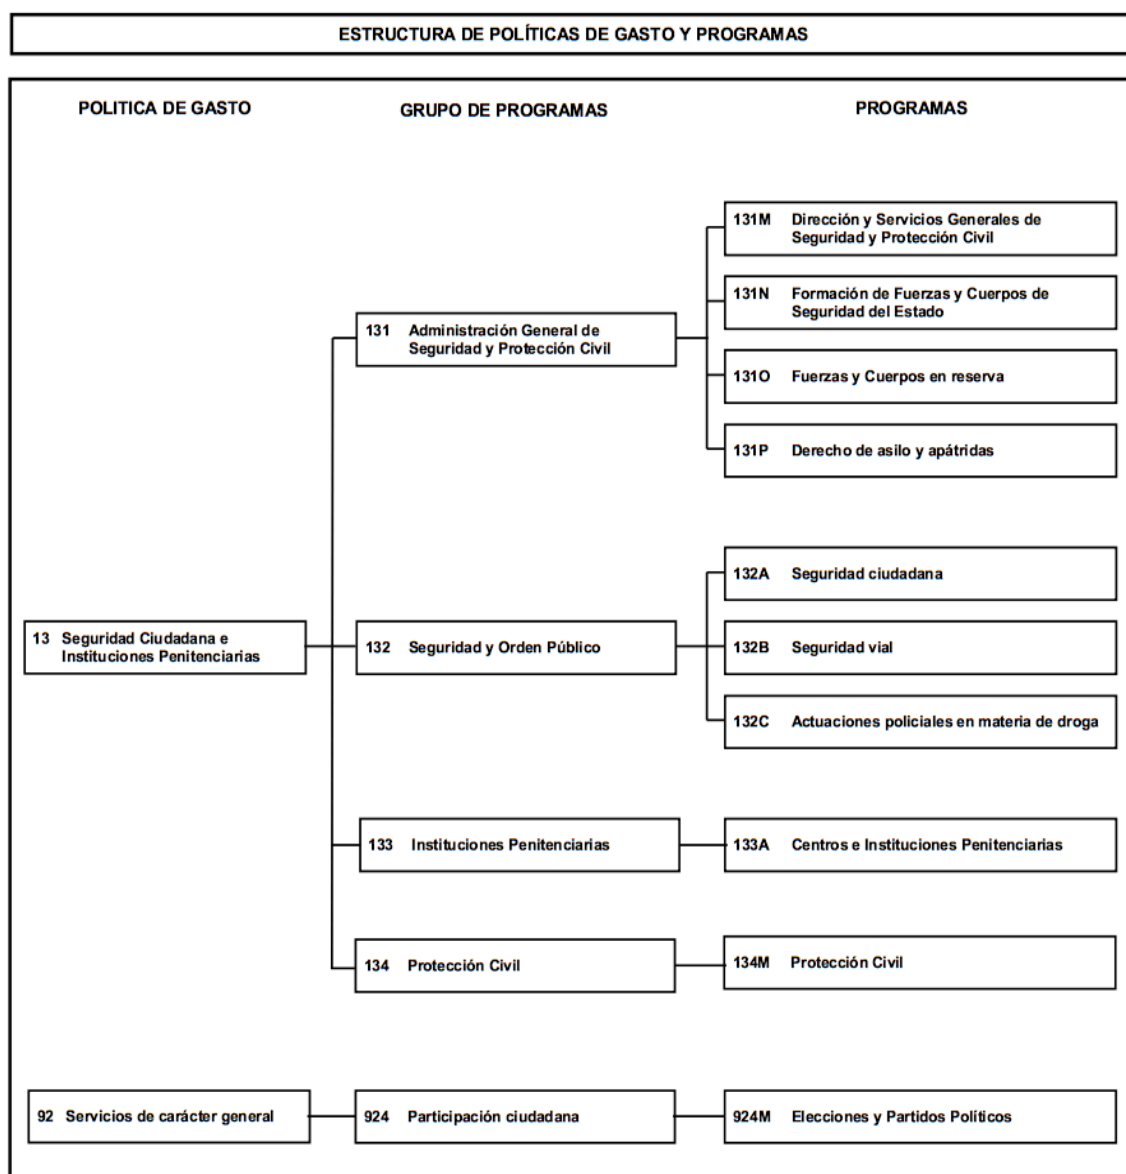 ESTRUCTURA DE POLÍTICAS DE GASTO Y PROGRAMAS
POLITICA DE GASTO
GRUPO DE PROGRAMAS
PROGRAMAS
13 Seguridad Ciudadana e
Instituciones Penitenciarias
131 Administración General de
Seguridad y Protección Civil
131M Dirección y Servicios Generales de
Seguridad y Protección Civil
131N Formación de Fuerzas y Cuerpos de
Seguridad del Estado
131O Fuerzas y Cuerpos en reserva
131P Derecho de asilo y apátridas
132 Seguridad y Orden Público
132A Seguridad ciudadana
132B Seguridad vial
132C Actuaciones policiales en materia de droga
133 Instituciones Penitenciarias
133A Centros e Instituciones Penitenciarias
134 Protección Civil
134M Protección Civil
92 Servicios de carácter general
924 Participación ciudadana
924M Elecciones y Partidos Políticos